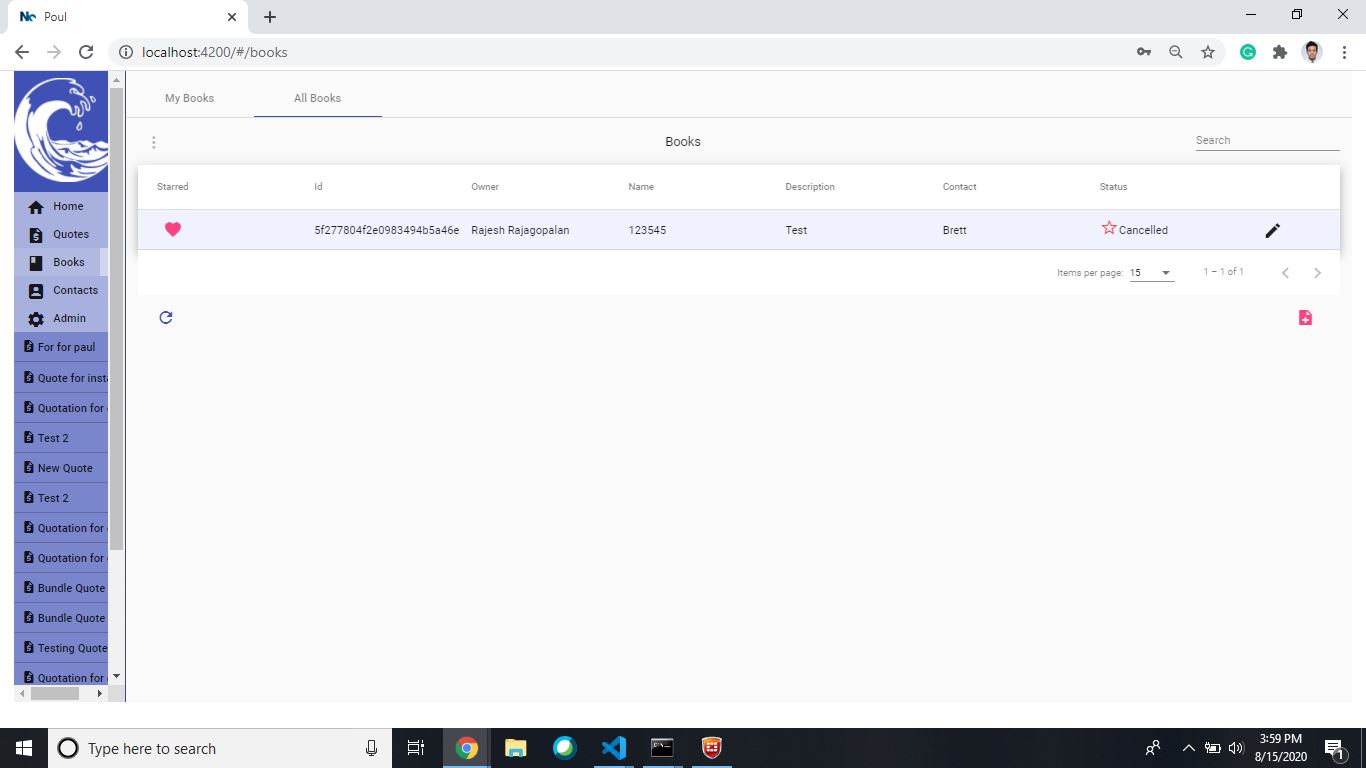 Poul
localhost:4200/#/books
My Books
All Books
Books
Search
Starred
Id
Owner
Name
Description
Contact
Status
5f277804f2e0983494b5a46e
Rajesh Rajagopalan
123545
Test
Brett
Cancelled
Items per page:
15
1 – 1 of 1
Home
Quotes
Books
Contacts
Admin
For for paul
Quote for insta
Quotation for
Test 2
New Quote
Test 2
Quotation for
Quotation for
Bundle Quote
Bundle Quote
Testing Quote
Quotation for
Type here to search
3:59 PM
8/15/2020
1